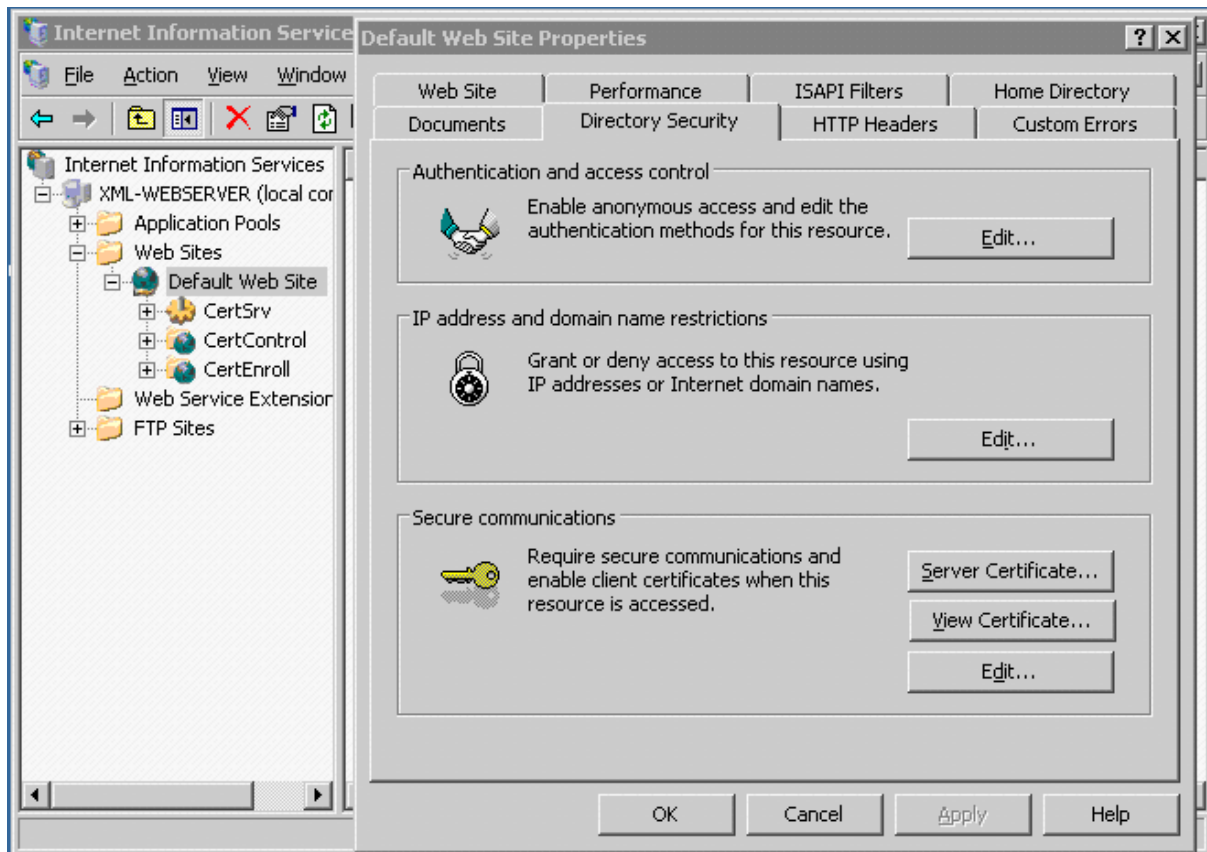 Internet Information Service
File Action View Window
Internet Information Services
XML-WEBSERVER (local cor
Application Pools
Web Sites
Default Web Site
CertSrv
CertControl
CertEnroll
Web Service Extension
FTP Sites
Default Web Site Properties
Web Site Performance ISAPI Filters Home Directory
Documents Directory Security HTTP Headers Custom Errors
Authentication and access control
Enable anonymous access and edit the
authentication methods for this resource.
Edit...
IP address and domain name restrictions
Grant or deny access to this resource using
IP addresses or Internet domain names.
Edit...
Secure communications
Require secure communications and
enable client certificates when this
resource is accessed.
Server Certificate...
View Certificate...
Edit...
OK Cancel Apply Help